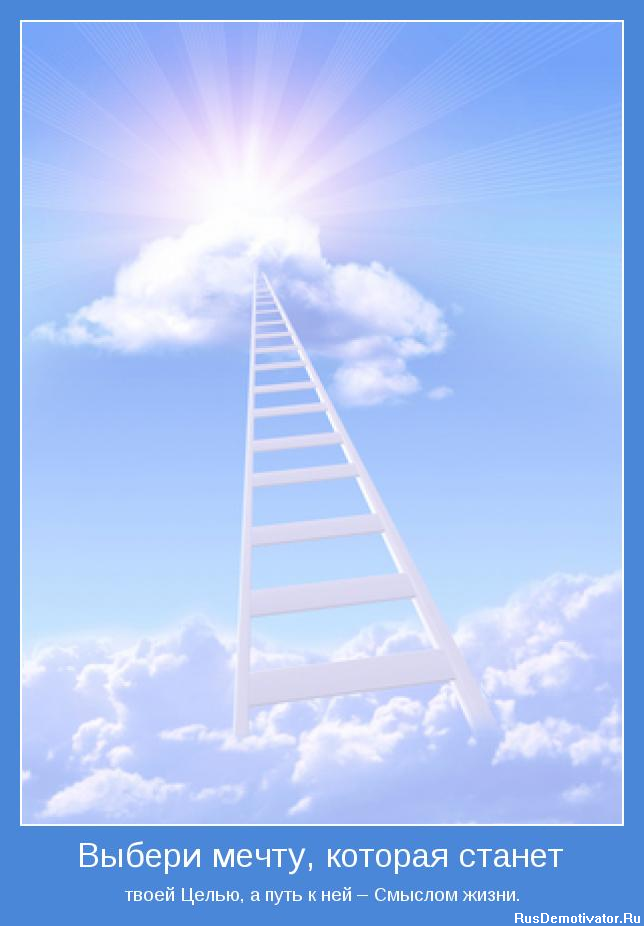 Выбери мечту, которая станет
твоей Целью, а путь к ней – Смыслом жизни.
RusDemotivator.Ru